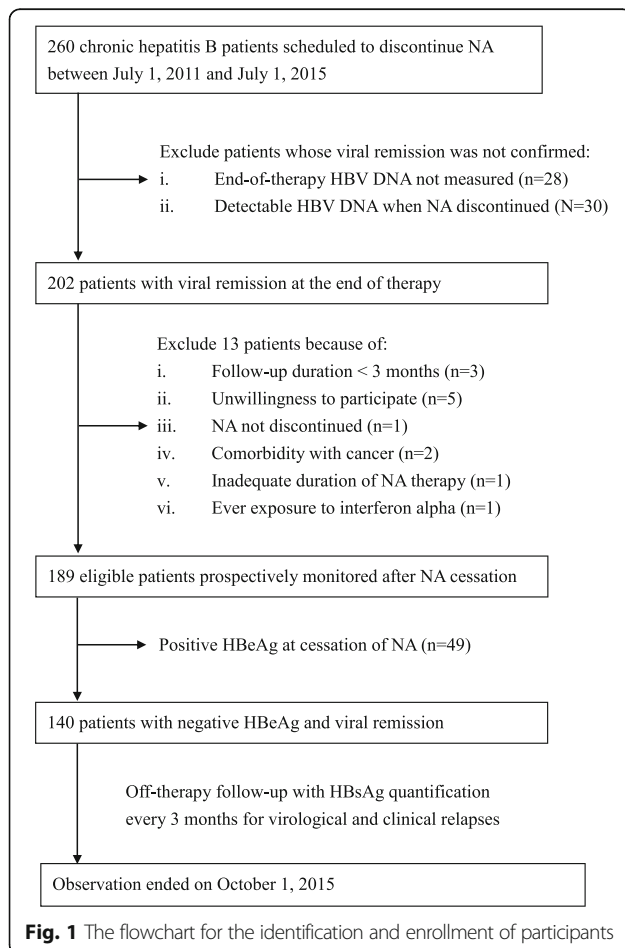 260 chronic hepatitis B patients scheduled to discontinue NA
between July 1, 2011 and July 1, 2015
Exclude patients whose viral remission was not confirmed:
i. End-of-therapy HBV DNA not measured (n=28)
ii. Detectable HBV DNA when NA discontinued (N=30)
202 patients with viral remission at the end of therapy
Exclude 13 patients because of:
i. Follow-up duration < 3 months (n=3)
ii. Unwillingness to participate (n=5)
iii. NA not discontinued (n=1)
iv. Comorbidity with cancer (n=2)
v. Inadequate duration of NA therapy (n=1)
vi. Ever exposure to interferon alpha (n=1)
189 eligible patients prospectively monitored after NA cessation
Positive HBeAg at cessation of NA (n=49)
140 patients with negative HBeAg and viral remission
Off-therapy follow-up with HBsAg quantification
every 3 months for virological and clinical relapses
Observation ended on October 1, 2015
Fig. 1 The flowchart for the identification and enrollment of participants